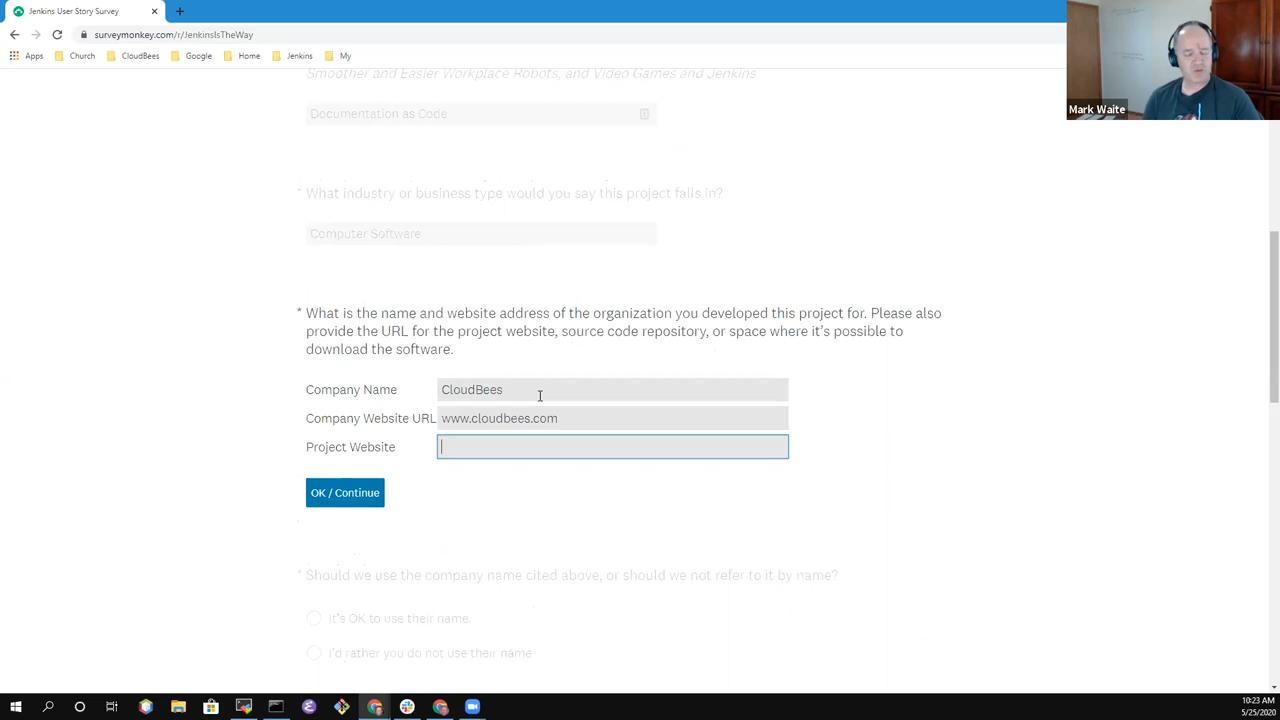 Jenkins User Story Survey
surveymonkey.com/r/JenkinsIsTheWay
Apps Church CloudBees Google Home Jenkins My
Smoother and Easier Workplace Robots, and Video Games and Jenkins
Documentation as Code
* What industry or business type would you say this project falls in?
Computer Software
* What is the name and website address of the organization you developed this project for. Please also
provide the URL for the project website, source code repository, or space where it's possible to
download the software.
Company Name CloudBees
Company Website URL www.cloudbees.com
Project Website
OK / Continue
* Should we use the company name cited above, or should we not refer to it by name?
It's OK to use their name.
I'd rather you do not use their name
Mark Waite
10:23 AM
5/25/2020